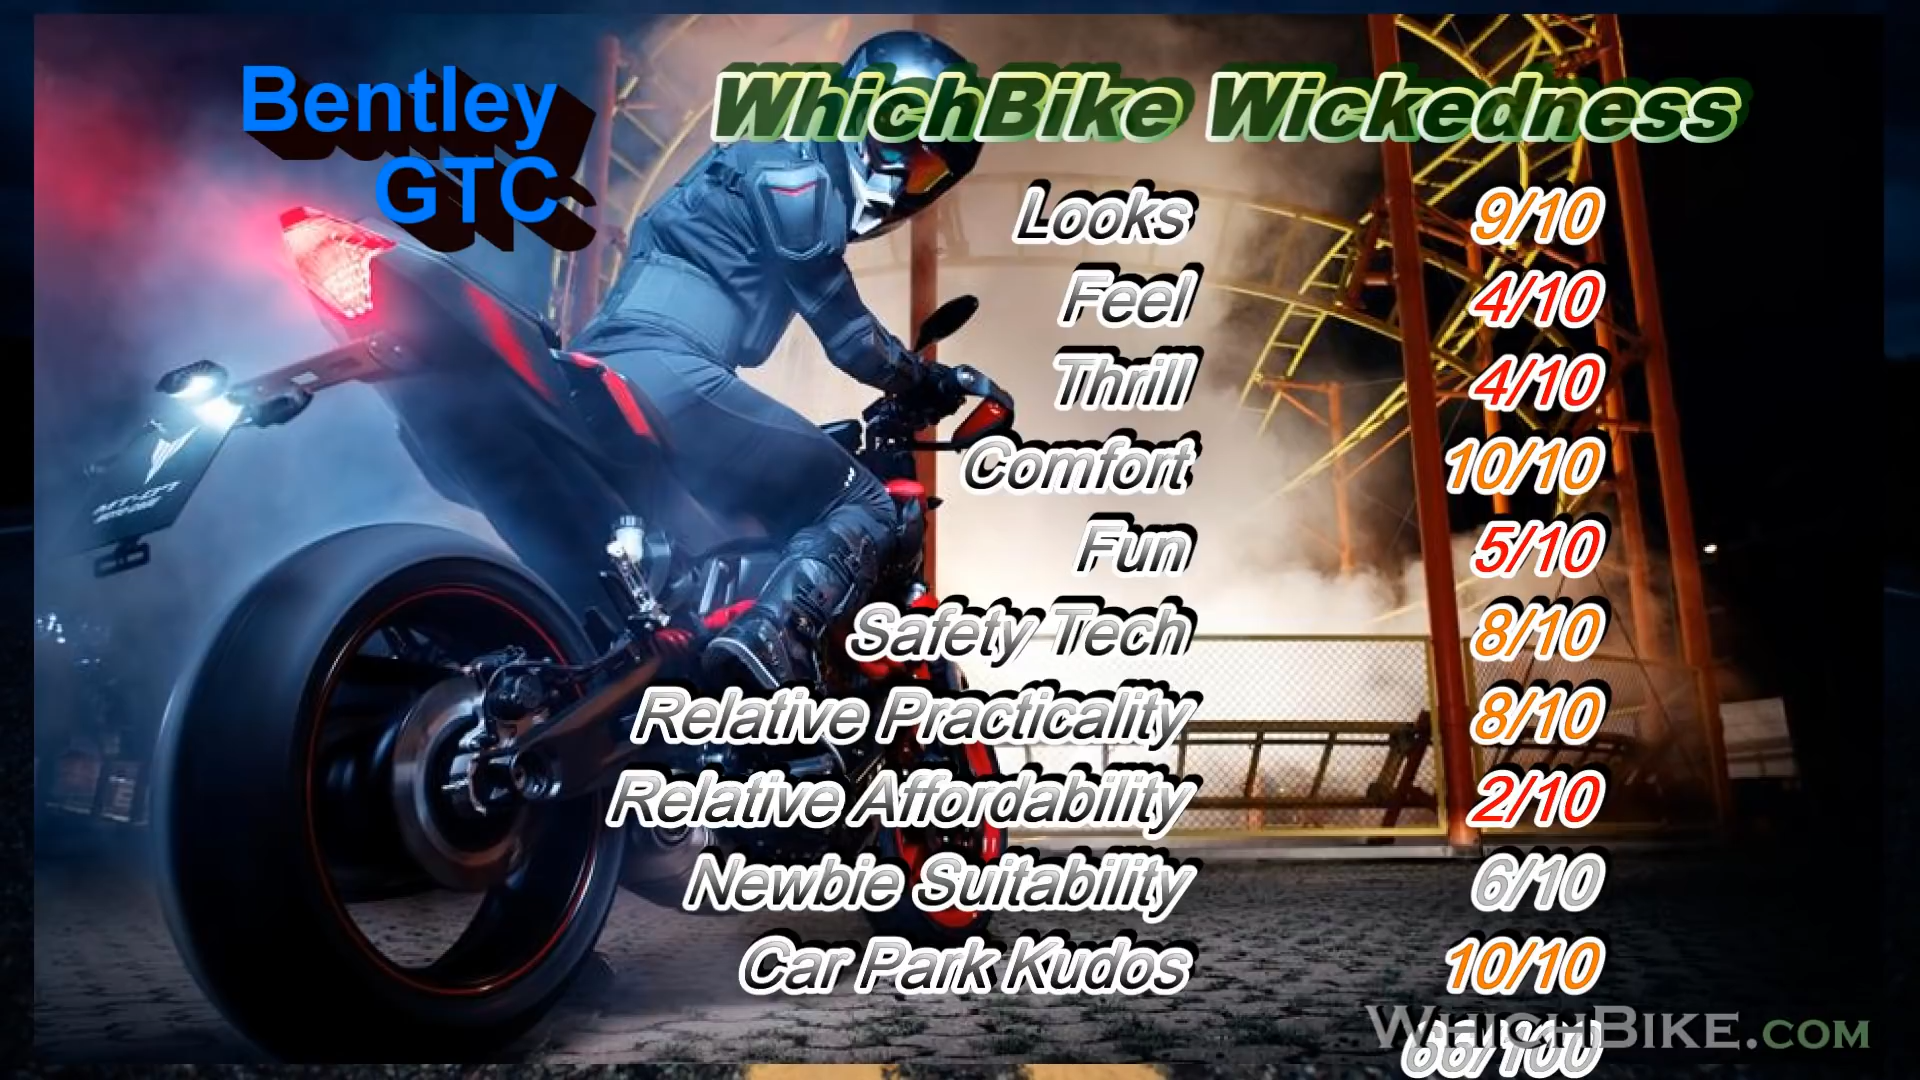 Bentley
GTC
WhichBike Wickedness
Looks 9/10
Feel 4/10
Thrill 4/10
Comfort 10/10
Fun 5/10
Safety Tech 8/10
Relative Practicality 8/10
Relative Affordability 2/10
Newbie Suitability 6/10
Car Park Kudos 10/10
66/100
WHICHBIKE.COM